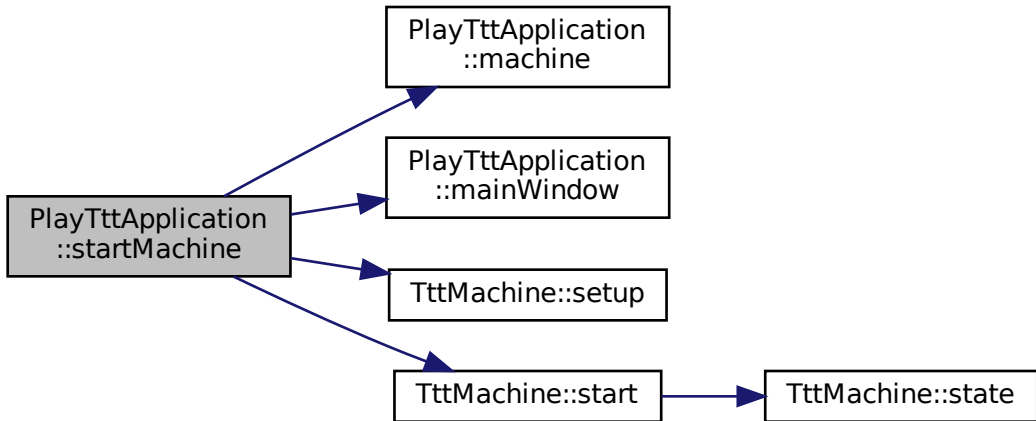 PlayTttApplication
::machine
PlayTttApplication
::mainWindow
PlayTttApplication
::startMachine
TttMachine::setup
TttMachine::start
TttMachine::state